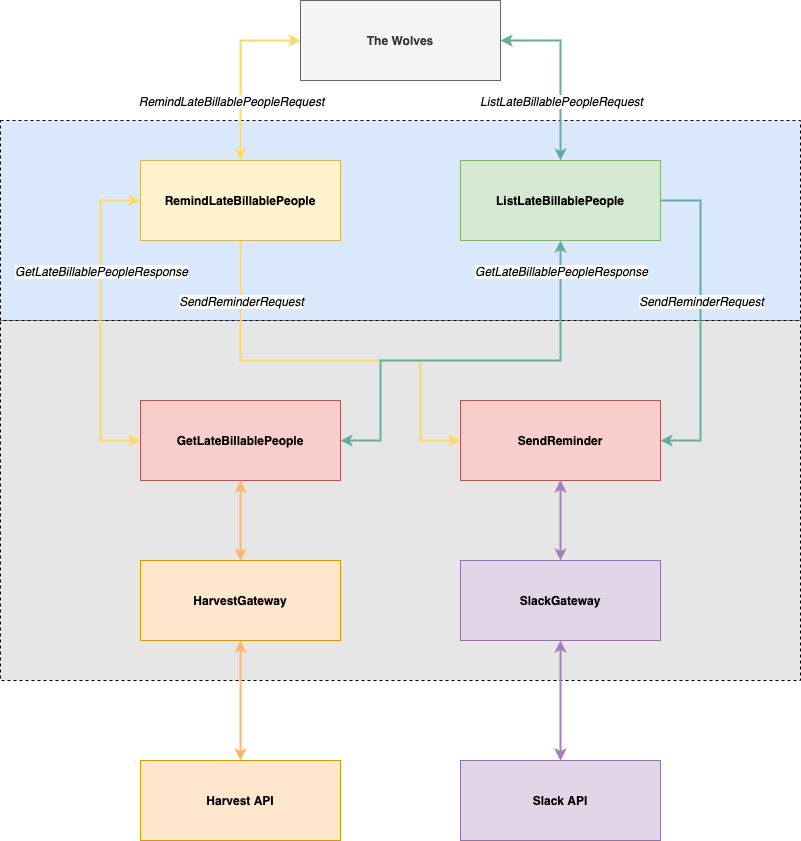 The Wolves
RemindLateBillablePeopleRequest
ListLateBillablePeopleRequest
RemindLateBillablePeople
ListLateBillablePeople
GetLateBillablePeopleResponse
GetLateBillablePeopleResponse
SendReminderRequest
SendReminderRequest
GetLateBillablePeople
SendReminder
HarvestGateway
SlackGateway
Harvest API
Slack API